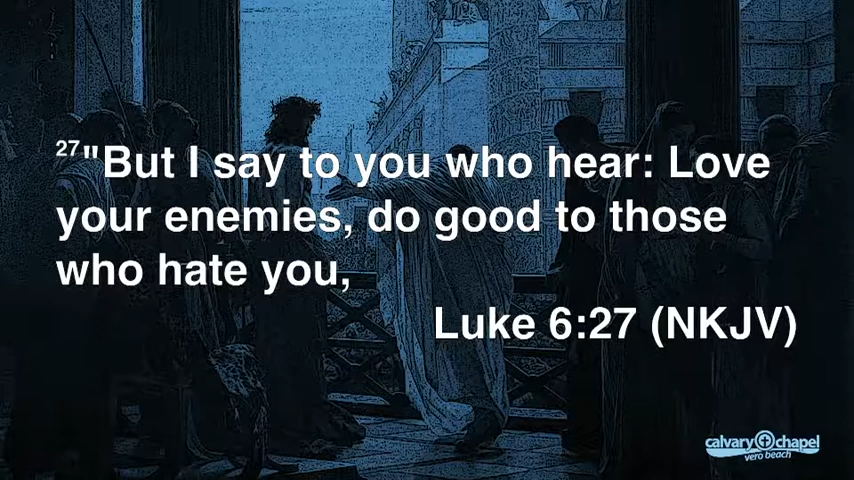 27"But I say to you who hear: Love
your enemies, do good to those
who hate you,
Luke 6:27 (NKJV)
calvary chapel
vero beach